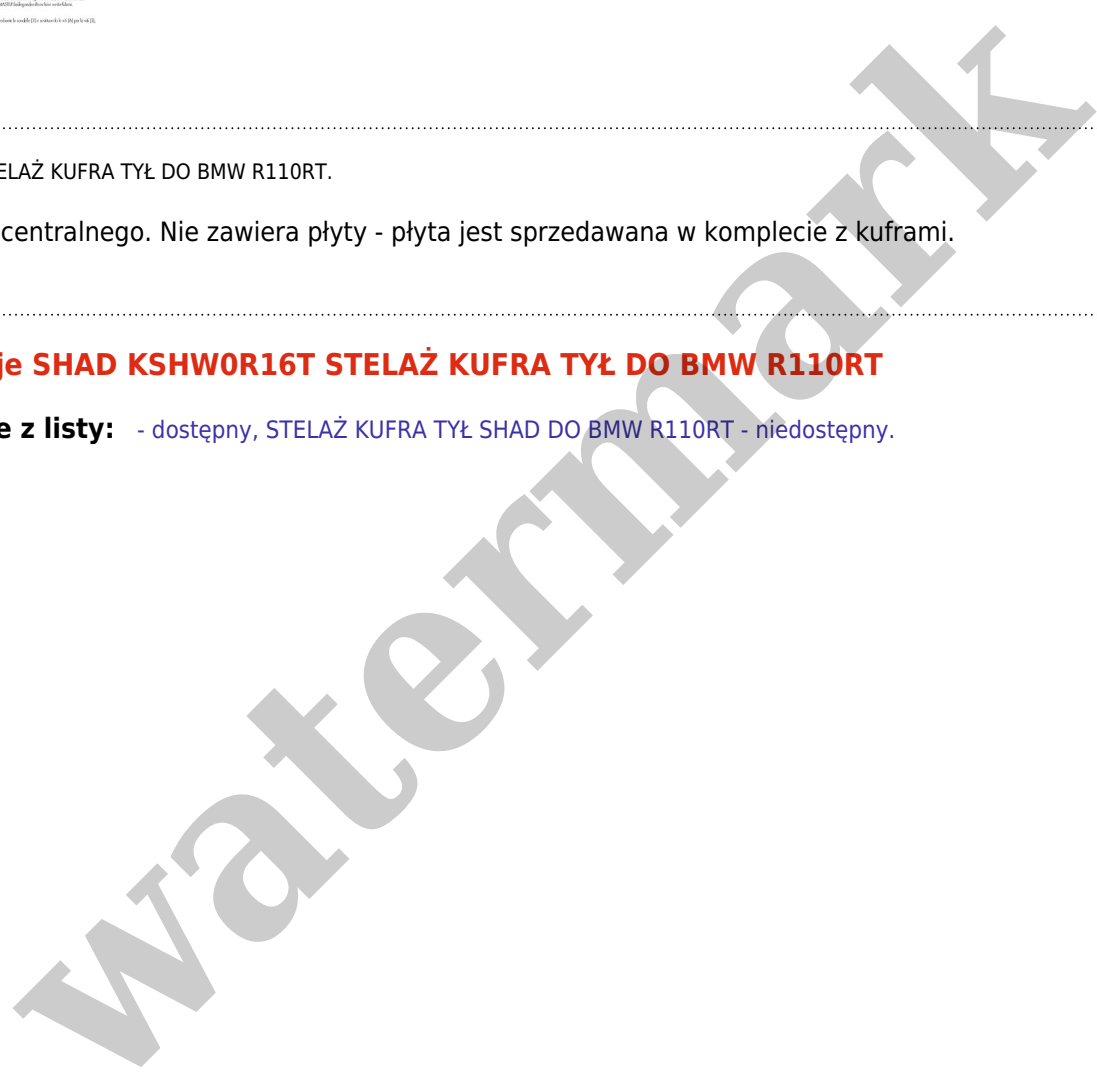 ELAŻ KUFRA TYŁ DO BMW R110RT.
centralnego. Nie zawiera płyty - płyta jest sprzedawana w komplecie z kuframi.
je SHAD KSHW0R16T STELAŻ KUFRA TYŁ DO BMW R110RT
e z listy: - dostępny, STELAŻ KUFRA TYŁ SHAD DO BMW R110RT - niedostępny.
watermark